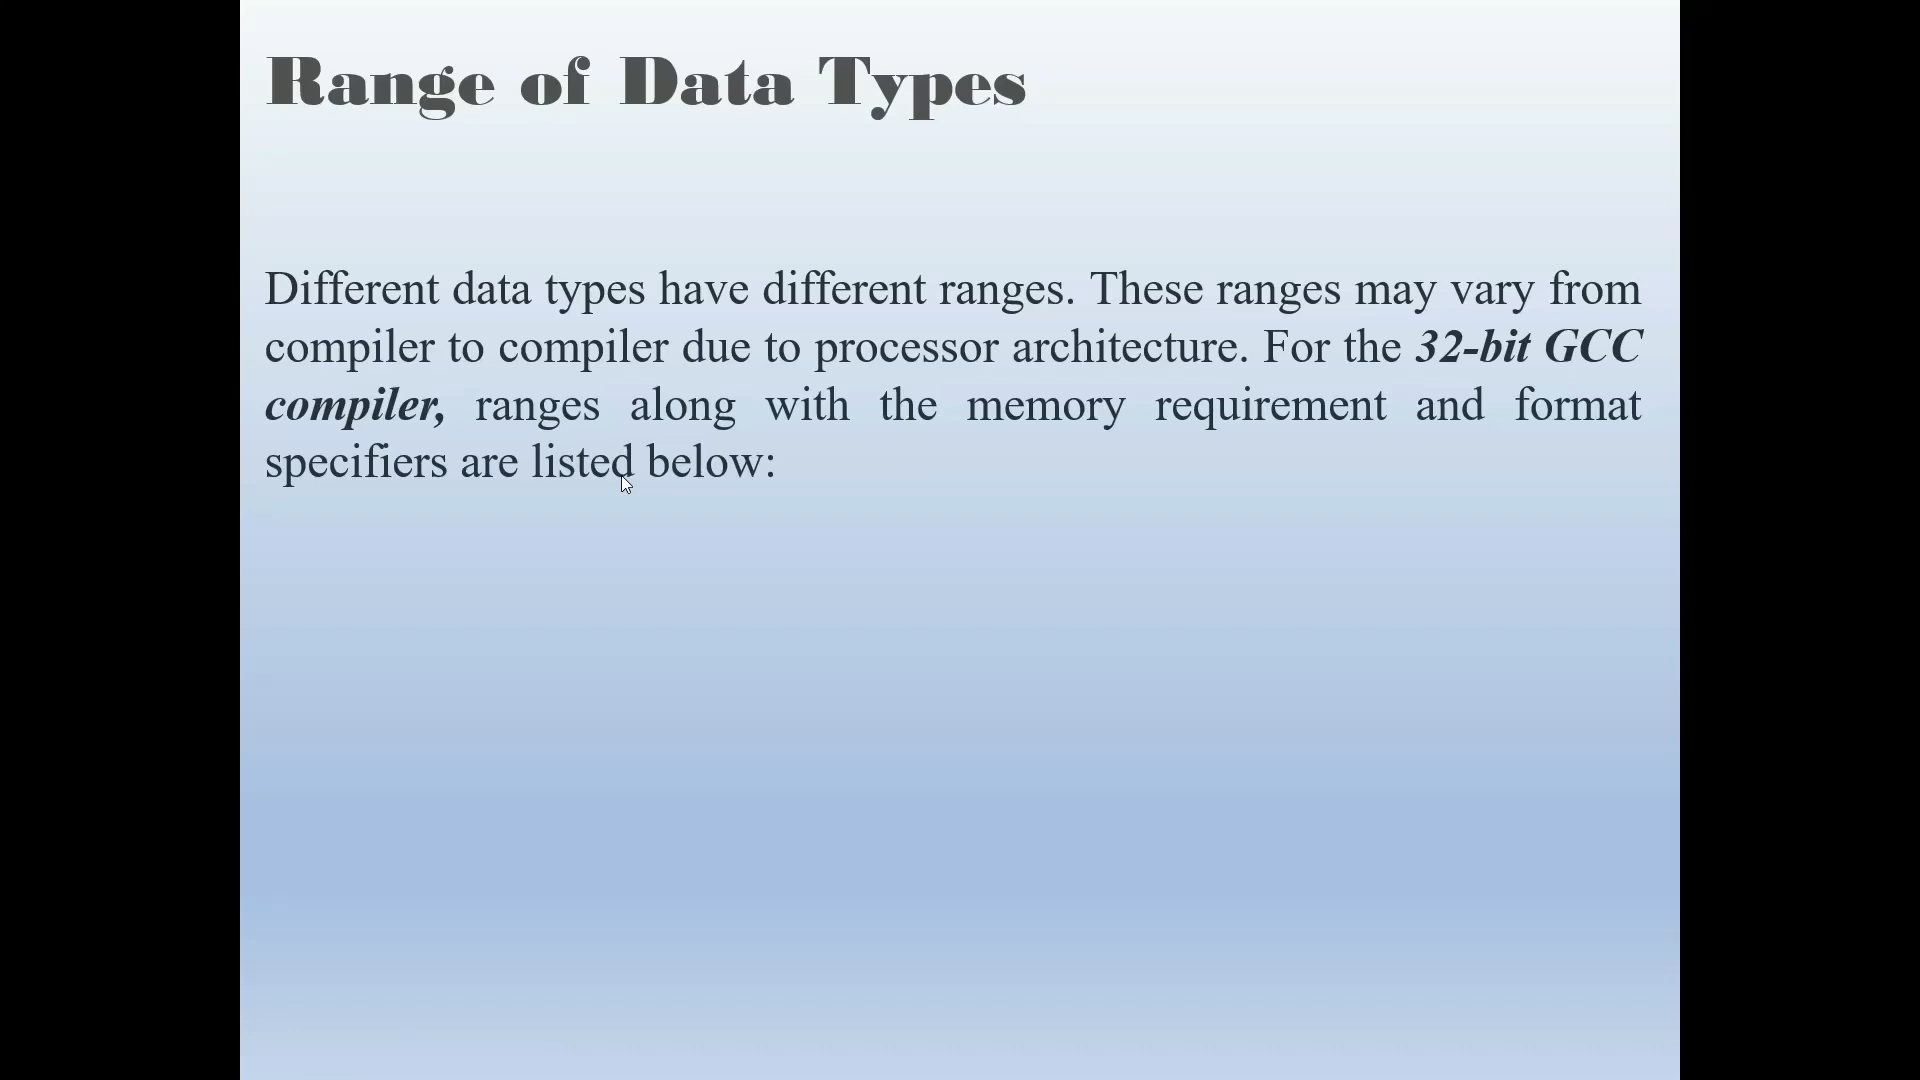 Range of Data Types
Different data types have different ranges. These ranges may vary from
compiler to compiler due to processor architecture. For the 32-bit GCC
compiler, ranges along with the memory requirement and format
specifiers are listed below: